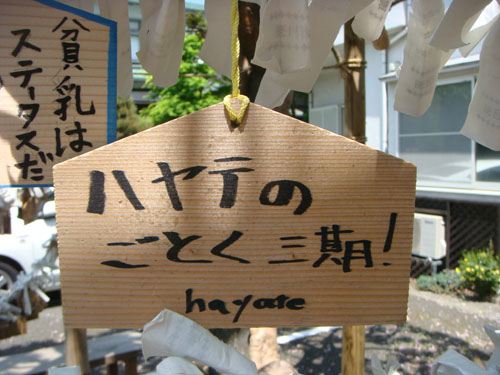 貧乳は
ステータスだ
ハヤテの
ごとく三期!
hayate